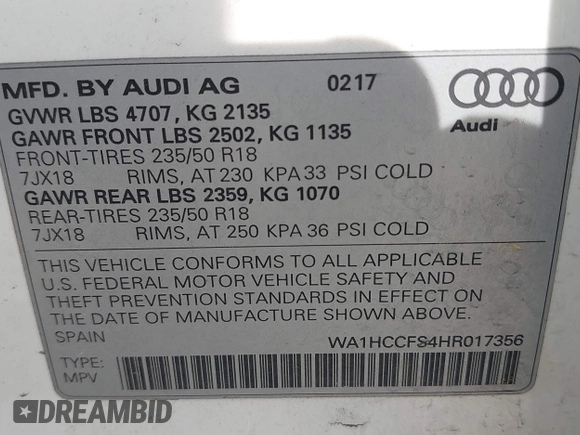 MFD. BY AUDI AG 0217
GVWR LBS 4707, KG 2135
GAWR FRONT LBS 2502, KG 1135
Audi
FRONT-TIRES 235/50 R18
7JX18 RIMS, AT 230 KPA 33 PSI COLD
GAWR REAR LBS 2359, KG 1070
REAR-TIRES 235/50 R18
7JX18 RIMS, AT 250 KPA 36 PSI COLD
THIS VEHICLE CONFORMS TO ALL APPLICABLE
U.S. FEDERAL MOTOR VEHICLE SAFETY AND
THEFT PREVENTION STANDARDS IN EFFECT ON
THE DATE OF MANUFACTURE SHOWN ABOVE.
SPAIN WA1HCCFS4HR017356
TYPE:
MPV
DREAMBID